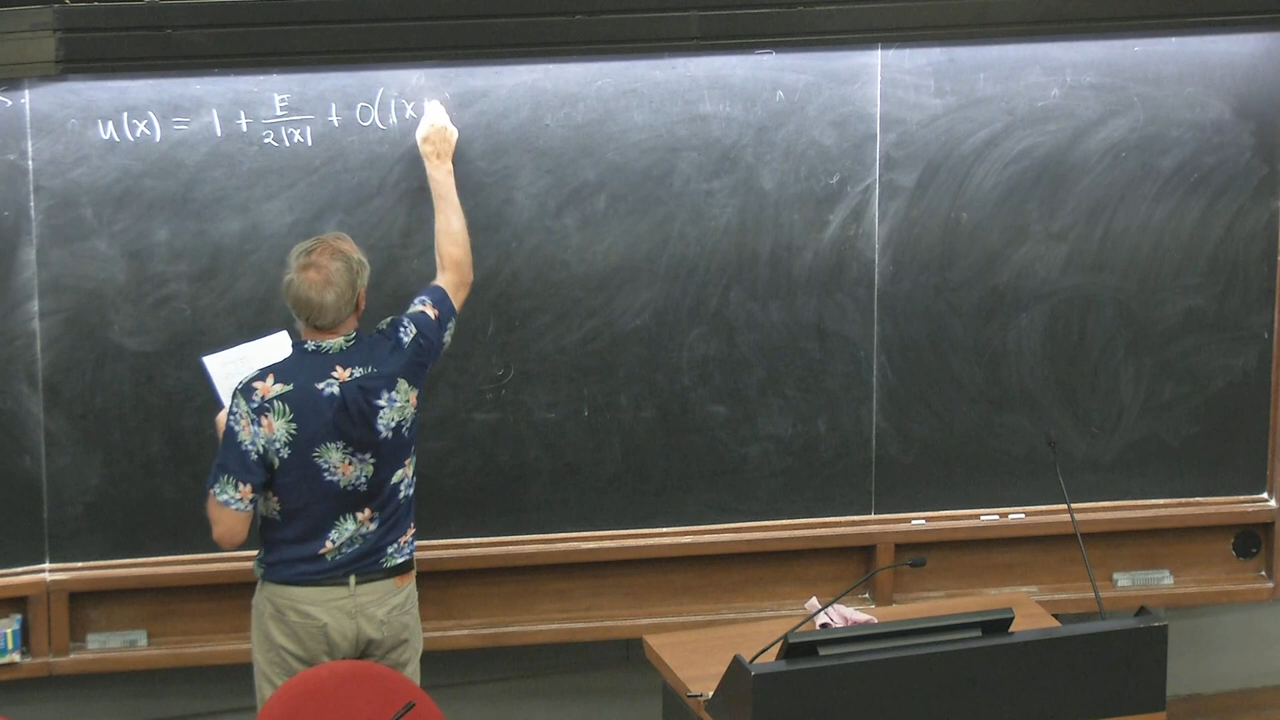 u(x) = 1 + E/2|x| + O(|x